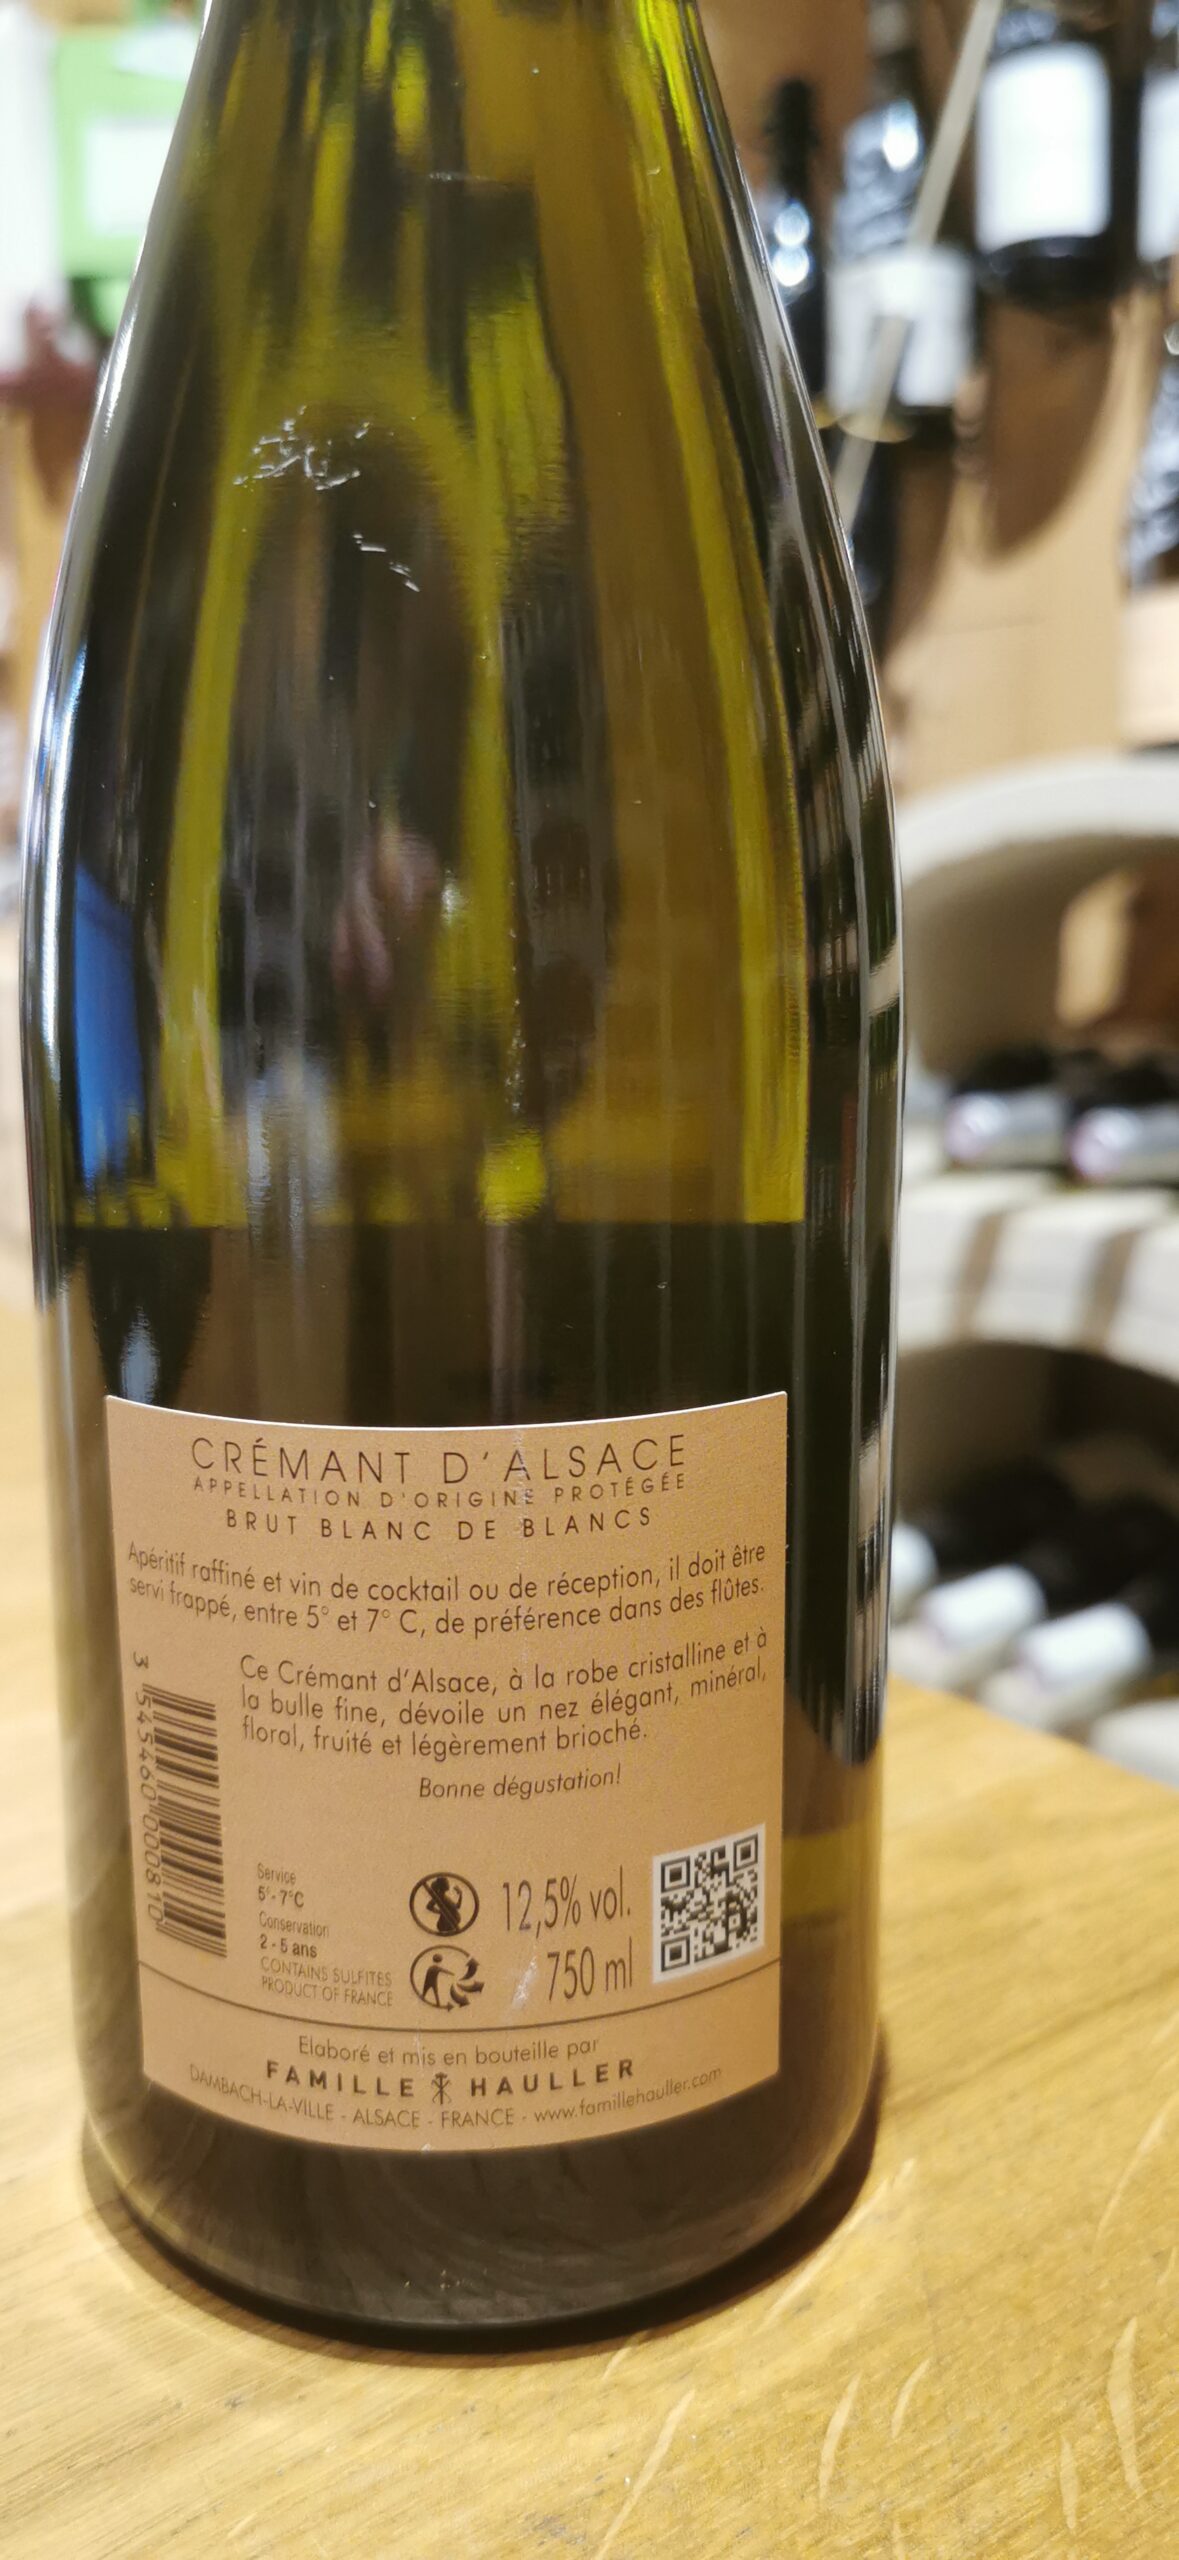 CRÉMANT D'ALSACE
APPELLATION D'ORIGINE PROTÉGÉE
BRUT BLANC DE BLANCS
Apéritif raffiné et vin de cocktail ou de réception, il doit être
servi frappé, entre 5° et 7° C, de préférence dans des flûtes.
Ce Crémant d'Alsace, à la robe cristalline et à
la bulle fine, dévoile un nez élégant, minéral,
floral, fruité et légèrement brioché.
Bonne dégustation!
3 545460 000810
Service
5°-7°C
Conservation
2 - 5 ans
CONTAINS SULFITES
PRODUCT OF FRANCE
12,5% vol.
750 ml
Elaboré et mis en bouteille par
FAMILLE HAULLER
DAMBACH-LA-VILLE - ALSACE - FRANCE - www.famillehauller.com